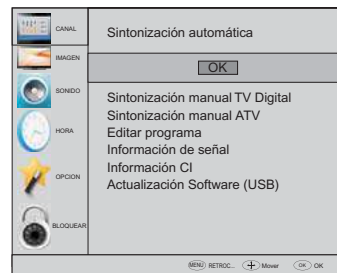 CANAL
IMAGEN
SONIDO
HORA
OPCION
BLOQUEAR
Sintonización automática
OK
Sintonización manual TV Digital
Sintonización manual ATV
Editar programa
Información de señal
Información CI
Actualización Software (USB)
MENU RETROC... Mover OK OK